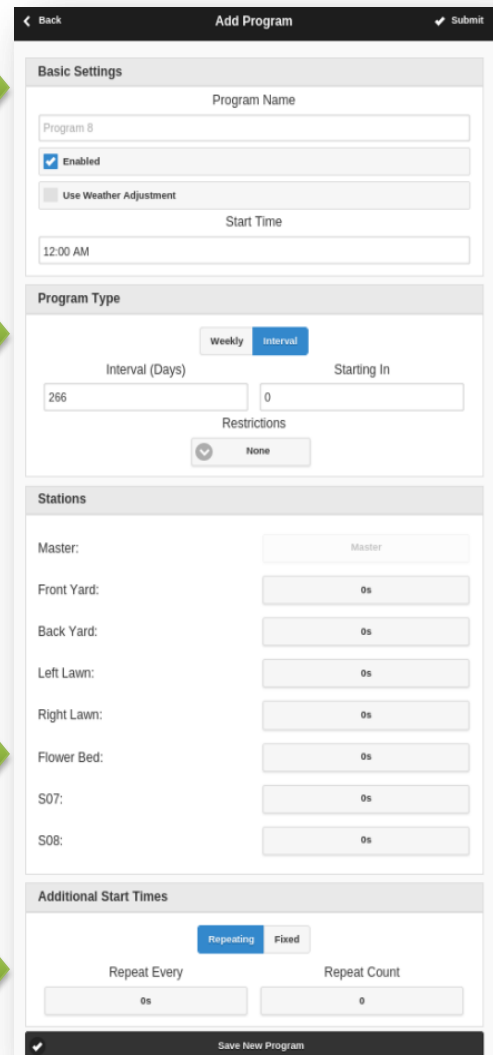 Back Add Program Submit
Basic Settings
Program Name
Program 8
Enabled
Use Weather Adjustment
Start Time
12:00 AM
Program Type
Weekly Interval
Interval (Days) Starting In
266 0
Restrictions
None
Stations
Master: Master
Front Yard: 0s
Back Yard: 0s
Left Lawn: 0s
Right Lawn: 0s
Flower Bed: 0s
S07: 0s
S08: 0s
Additional Start Times
Repeating Fixed
Repeat Every Repeat Count
0s 0
Save New Program